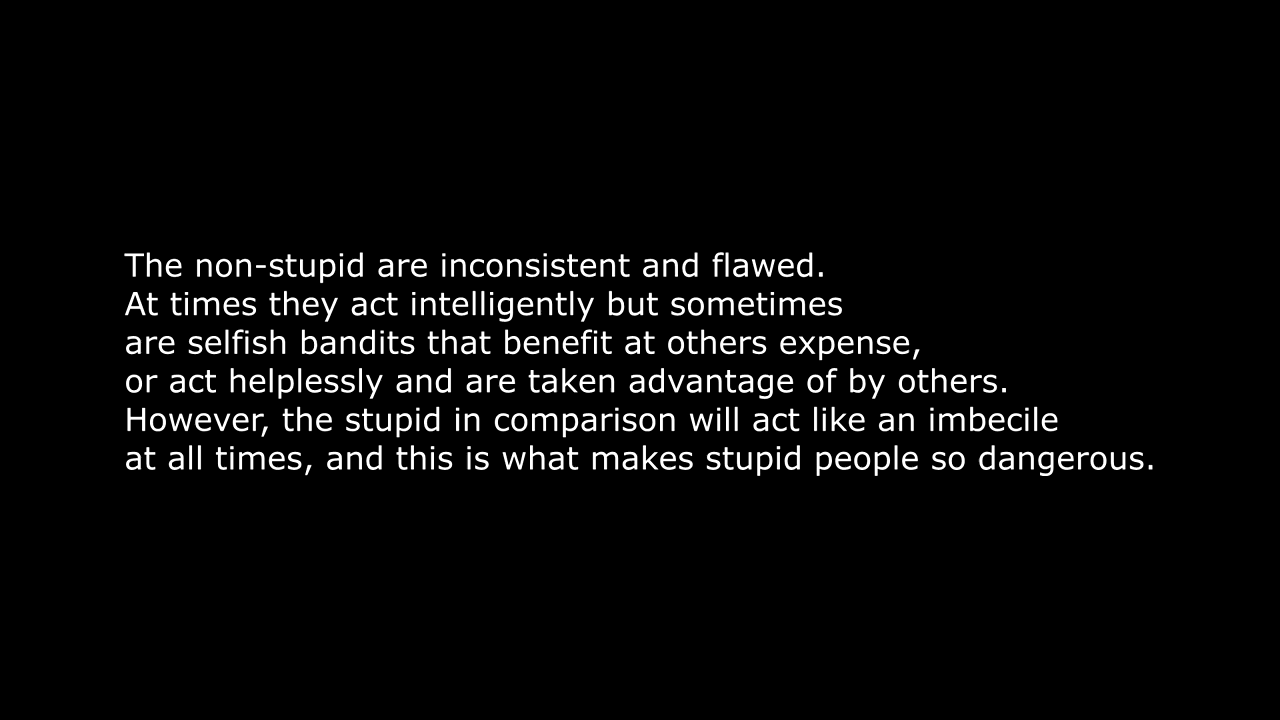 The non-stupid are inconsistent and flawed.
At times they act intelligently but sometimes
are selfish bandits that benefit at others expense,
or act helplessly and are taken advantage of by others.
However, the stupid in comparison will act like an imbecile
at all times, and this is what makes stupid people so dangerous.